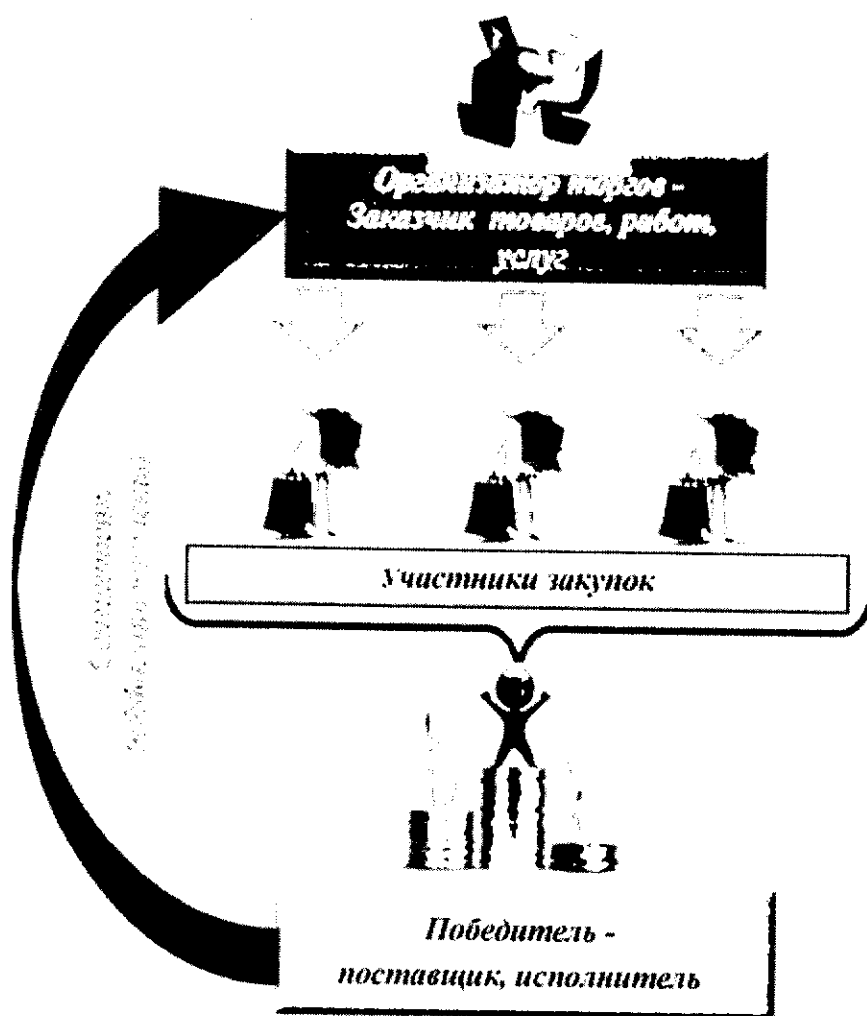 Организатор торгов -
Заказчик товаров, работ,
услуг
Участники закупок
Победитель -
поставщик, исполнитель